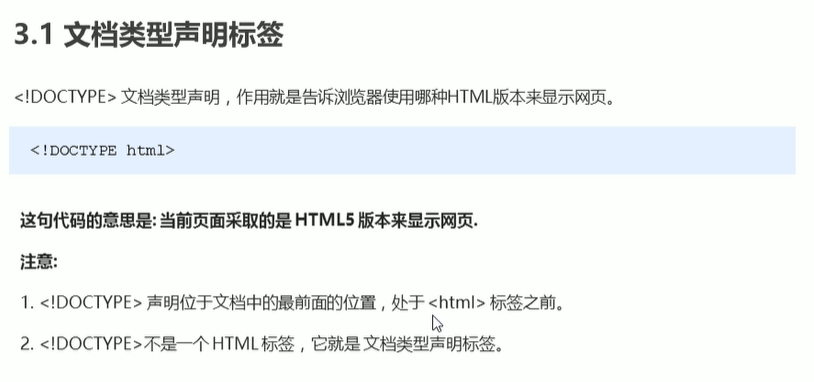 3.1 文档类型声明标签
<!DOCTYPE> 文档类型声明，作用就是告诉浏览器使用哪种HTML版本来显示网页。
<!DOCTYPE html>
这句代码的意思是: 当前页面采取的是 HTML5 版本来显示网页.
注意:
1. <!DOCTYPE> 声明位于文档中的最前面的位置，处于 <html> 标签之前。
2. <!DOCTYPE>不是一个 HTML 标签，它就是 文档类型声明标签。